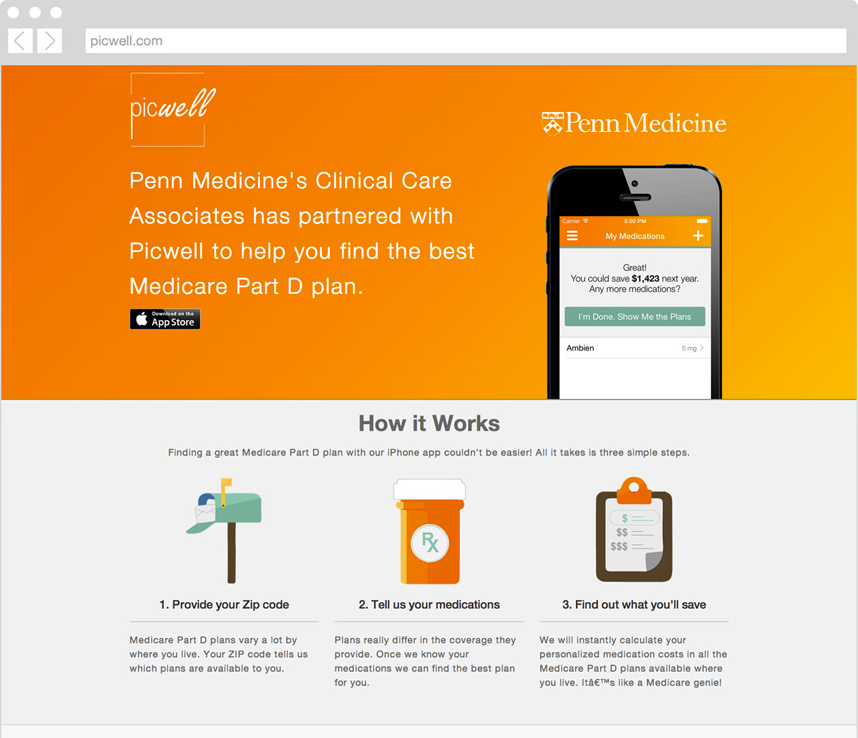 picwell.com
picwell
Penn Medicine
Penn Medicine's Clinical Care
Associates has partnered with
Picwell to help you find the best
Medicare Part D plan.
Download on the
App Store
Carrier 5:00 PM
My Medications +
Great!
You could save $1,423 next year.
Any more medications?
I'm Done. Show Me the Plans
Ambien 5 mg
How it Works
Finding a great Medicare Part D plan with our iPhone app couldn't be easier! All it takes is three simple steps.
RX
$
$$
$$$
1. Provide your Zip code
Medicare Part D plans vary a lot by
where you live. Your ZIP code tells us
which plans are available to you.
2. Tell us your medications
Plans really differ in the coverage they
provide. Once we know your
medications we can find the best plan
for you.
3. Find out what you'll save
We will instantly calculate your
personalized medication costs in all the
Medicare Part D plans available where
you live. Itâ€™s like a Medicare genie!